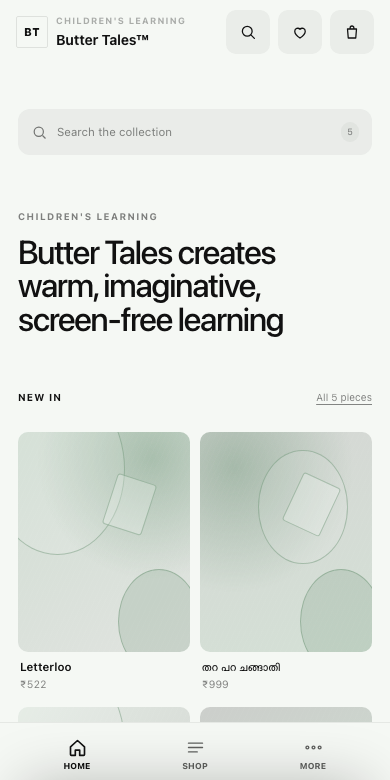 BT
CHILDREN'S LEARNING
Butter Tales™
Search the collection
5
CHILDREN'S LEARNING
Butter Tales creates
warm, imaginative,
screen-free learning
NEW IN
All 5 pieces
Letterloo
₹522
തറ പറ ചങ്ങാതി
₹999
HOME
SHOP
MORE